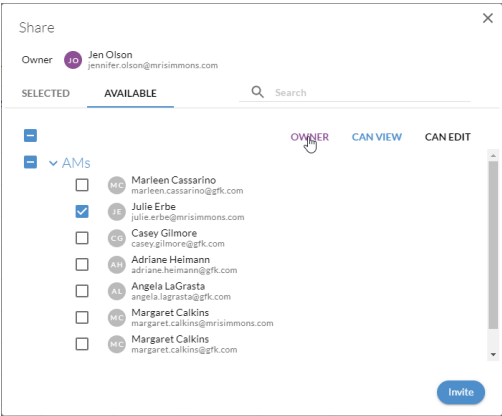 Share
Owner JO Jen Olson
jennifer.olson@mrisimmons.com
SELECTED AVAILABLE Search
OWNER CAN VIEW CAN EDIT
AMs
MC Marleen Cassarino
marleen.cassarino@gfk.com
JE Julie Erbe
julie.erbe@mrisimmons.com
CG Casey Gilmore
casey.gilmore@gfk.com
AH Adriane Heimann
adriane.heimann@gfk.com
AL Angela LaGrasta
angela.lagrasta@gfk.com
MC Margaret Calkins
margaret.calkins@mrisimmons.com
MC Margaret Calkins
margaret.calkins@gfk.com
Invite